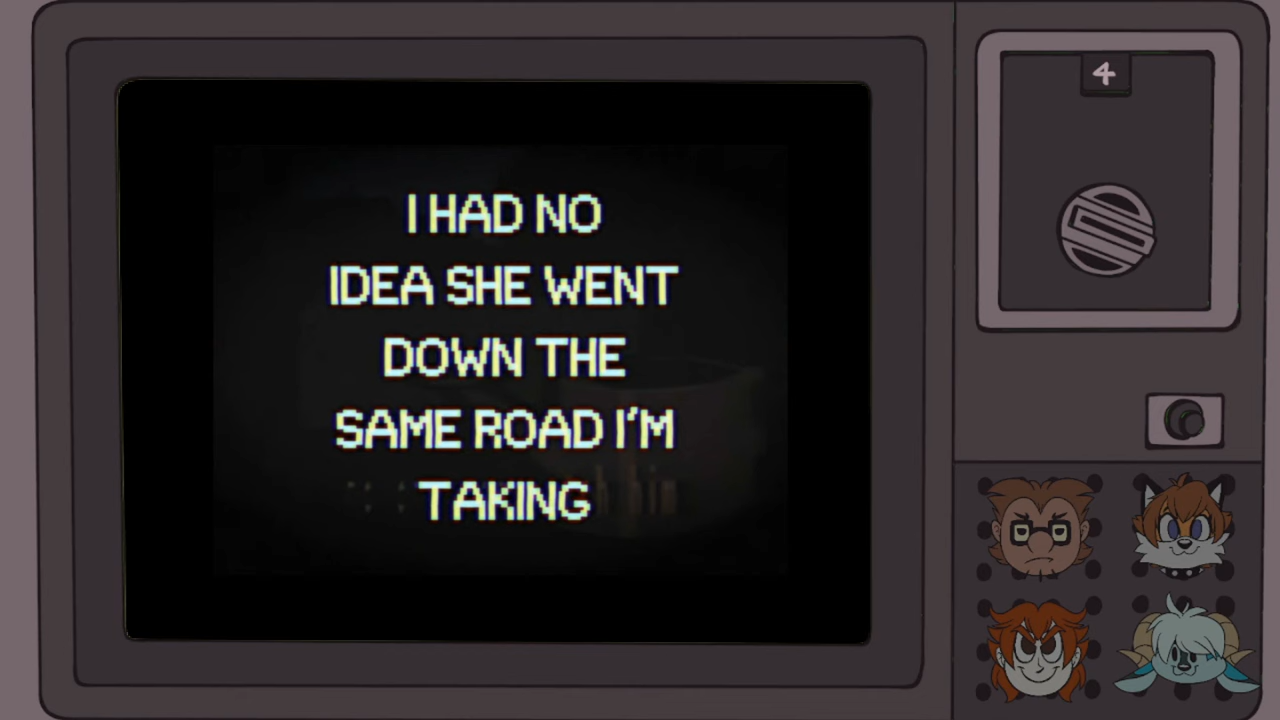 4
I HAD NO
IDEA SHE WENT
DOWN THE
SAME ROAD I'M
TAKING